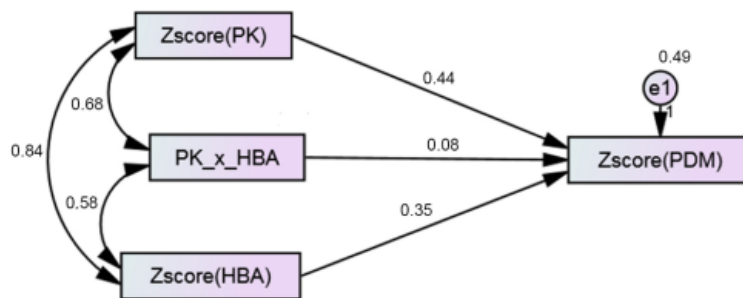 Zscore(PK)
0.49
e1
1
0.44
0.68
0.84
PK_x_HBA
0.08
Zscore(PDM)
0.58
0.35
Zscore(HBA)